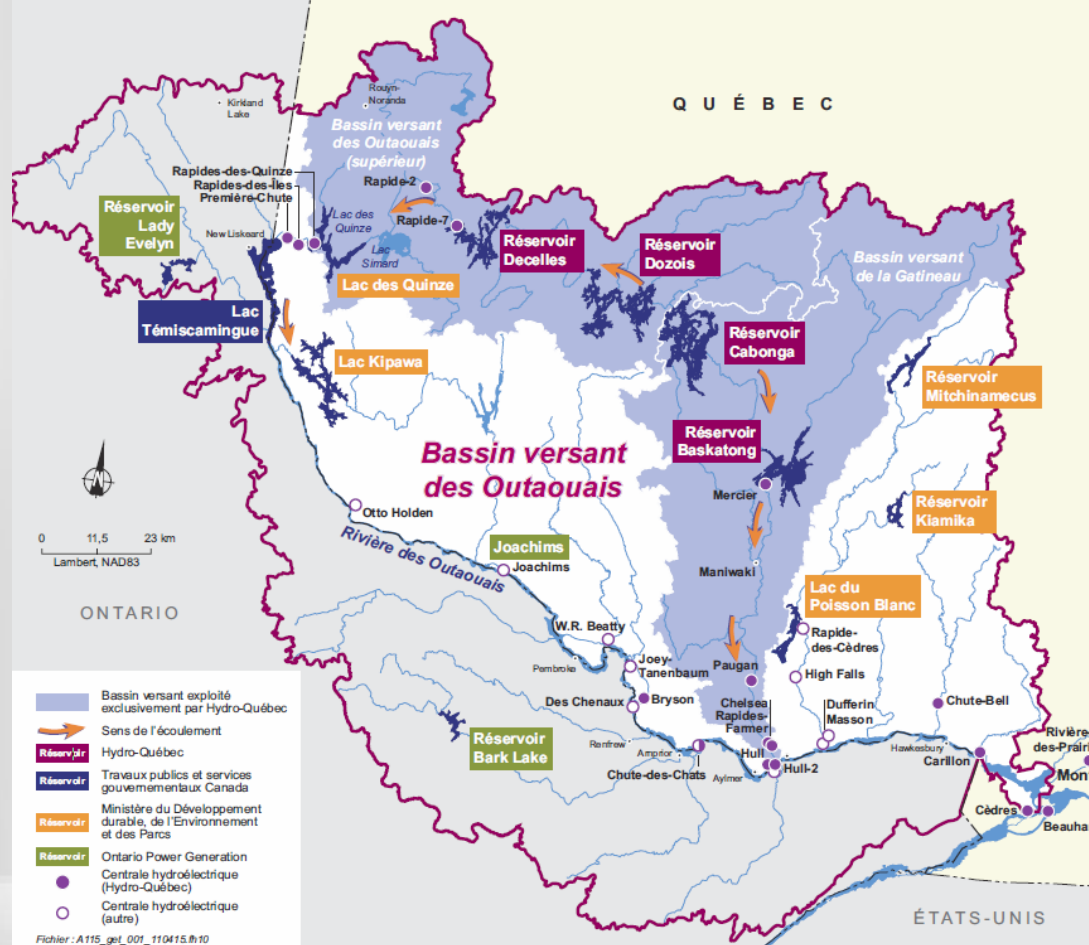 QUÉBEC
Kirkland
Lake
Rouyn-
Noranda
Bassin versant
des Outaouais
(supérieur)
Rapides-des-Quinze
Rapides-des-Îles
Première-Chute
Rapide-2
Rapide-7
Réservoir
Lady
Evelyn
New Liskeard
Lac des
Quinze
Lac
Simard
Réservoir
Decelles
Réservoir
Dozois
Bassin versant
de la Gatineau
Lac des Quinze
Lac
Témiscamingue
Lac Kipawa
Réservoir
Cabonga
Réservoir
Mitchinamecus
Bassin versant
des Outaouais
Réservoir
Baskatong
Mercier
Réservoir
Kiamika
Otto Holden
0 11,5 23 km
Lambert, NAD83
Rivière des Outaouais
Joachims
Joachims
Maniwaki
Lac du
Poisson Blanc
ONTARIO
W.R. Beatty
Rapide-
des-Cèdres
Pembroke
Joey-
Tanenbaum
Paugan
High Falls
Des Chenaux
Bryson
Chelsea
Rapides-
Farmer
Dufferin
Masson
Chute-Bell
Réservoir
Bark Lake
Renfrew
Arnprior
Hull
Hawkesbury
Rivière-
des-Prairi
Carillon
Chute-des-Chats
Aylmer
Hull-2
Mon
Cèdres
Beauha
ÉTATS-UNIS
Bassin versant exploité
exclusivement par Hydro-Québec
Sens de l'écoulement
Réservoir Hydro-Québec
Réservoir Travaux publics et services
gouvernementaux Canada
Réservoir Ministère du Développement
durable, de l'Environnement
et des Parcs
Réservoir Ontario Power Generation
Centrale hydroélectrique
(Hydro-Québec)
Centrale hydroélectrique
(autre)
Fichier : A115_get_001_110415.fh10